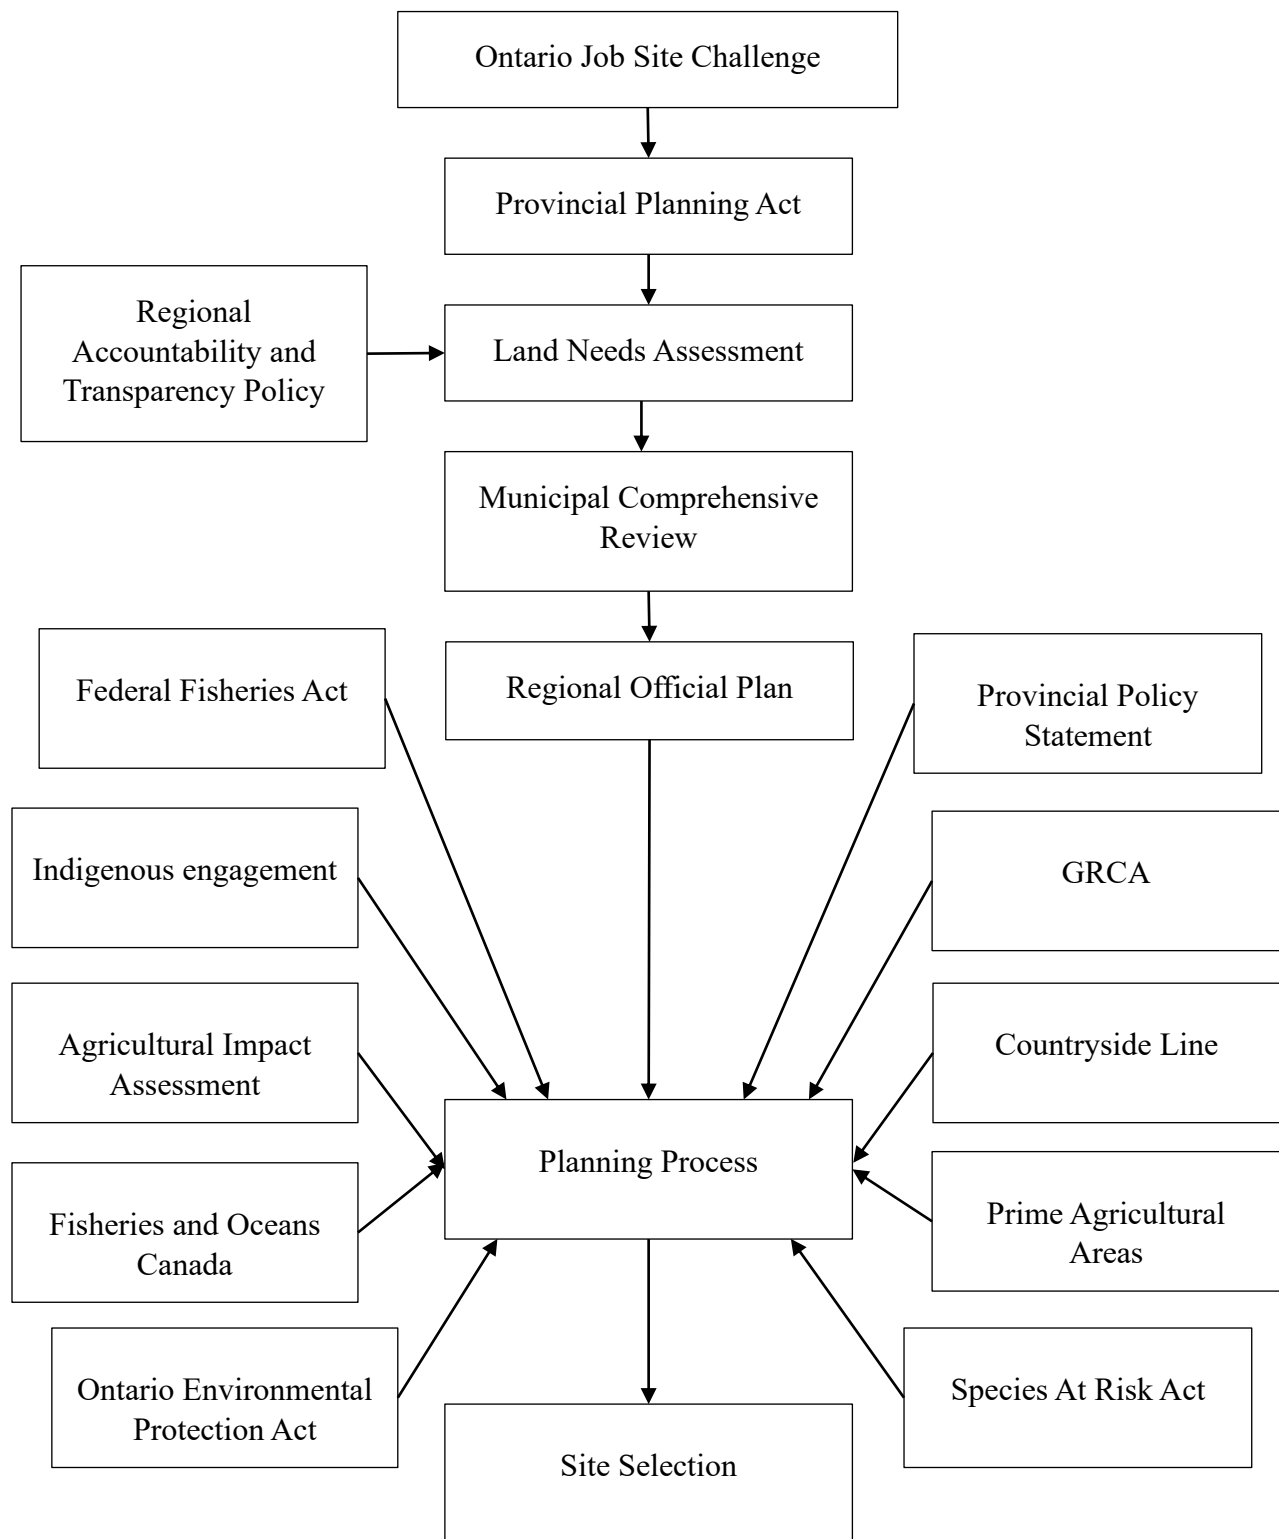 Ontario Job Site Challenge
Provincial Planning Act
Regional
Accountability and
Transparency Policy
Land Needs Assessment
Municipal Comprehensive
Review
Federal Fisheries Act
Regional Official Plan
Provincial Policy
Statement
Indigenous engagement
GRCA
Agricultural Impact
Assessment
Countryside Line
Planning Process
Fisheries and Oceans
Canada
Prime Agricultural
Areas
Ontario Environmental
Protection Act
Species At Risk Act
Site Selection